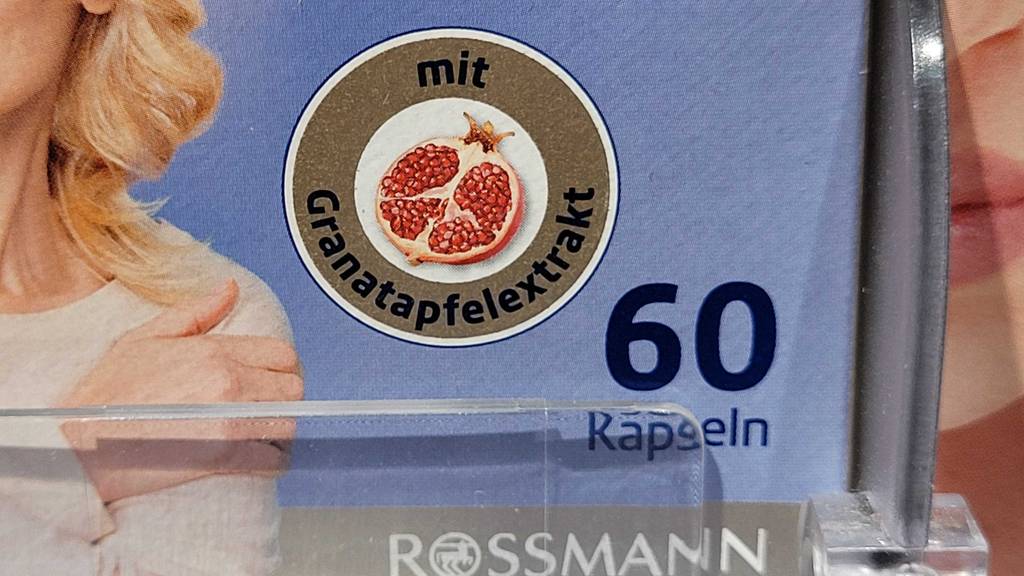 mit
Granatapfelextrakt
60
Kapseln
ROSSMANN